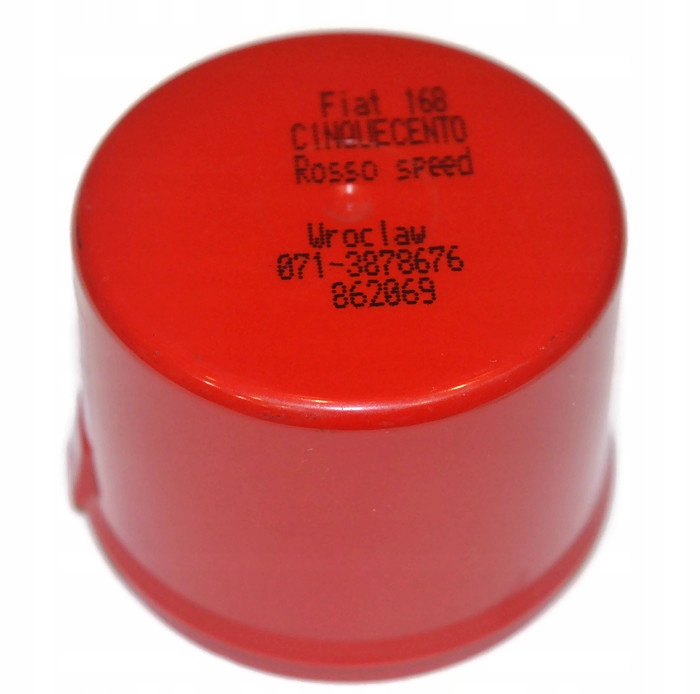 Fiat 168
CINQUECENTO
Rosso speed
Wroclaw
071-3878676
862069